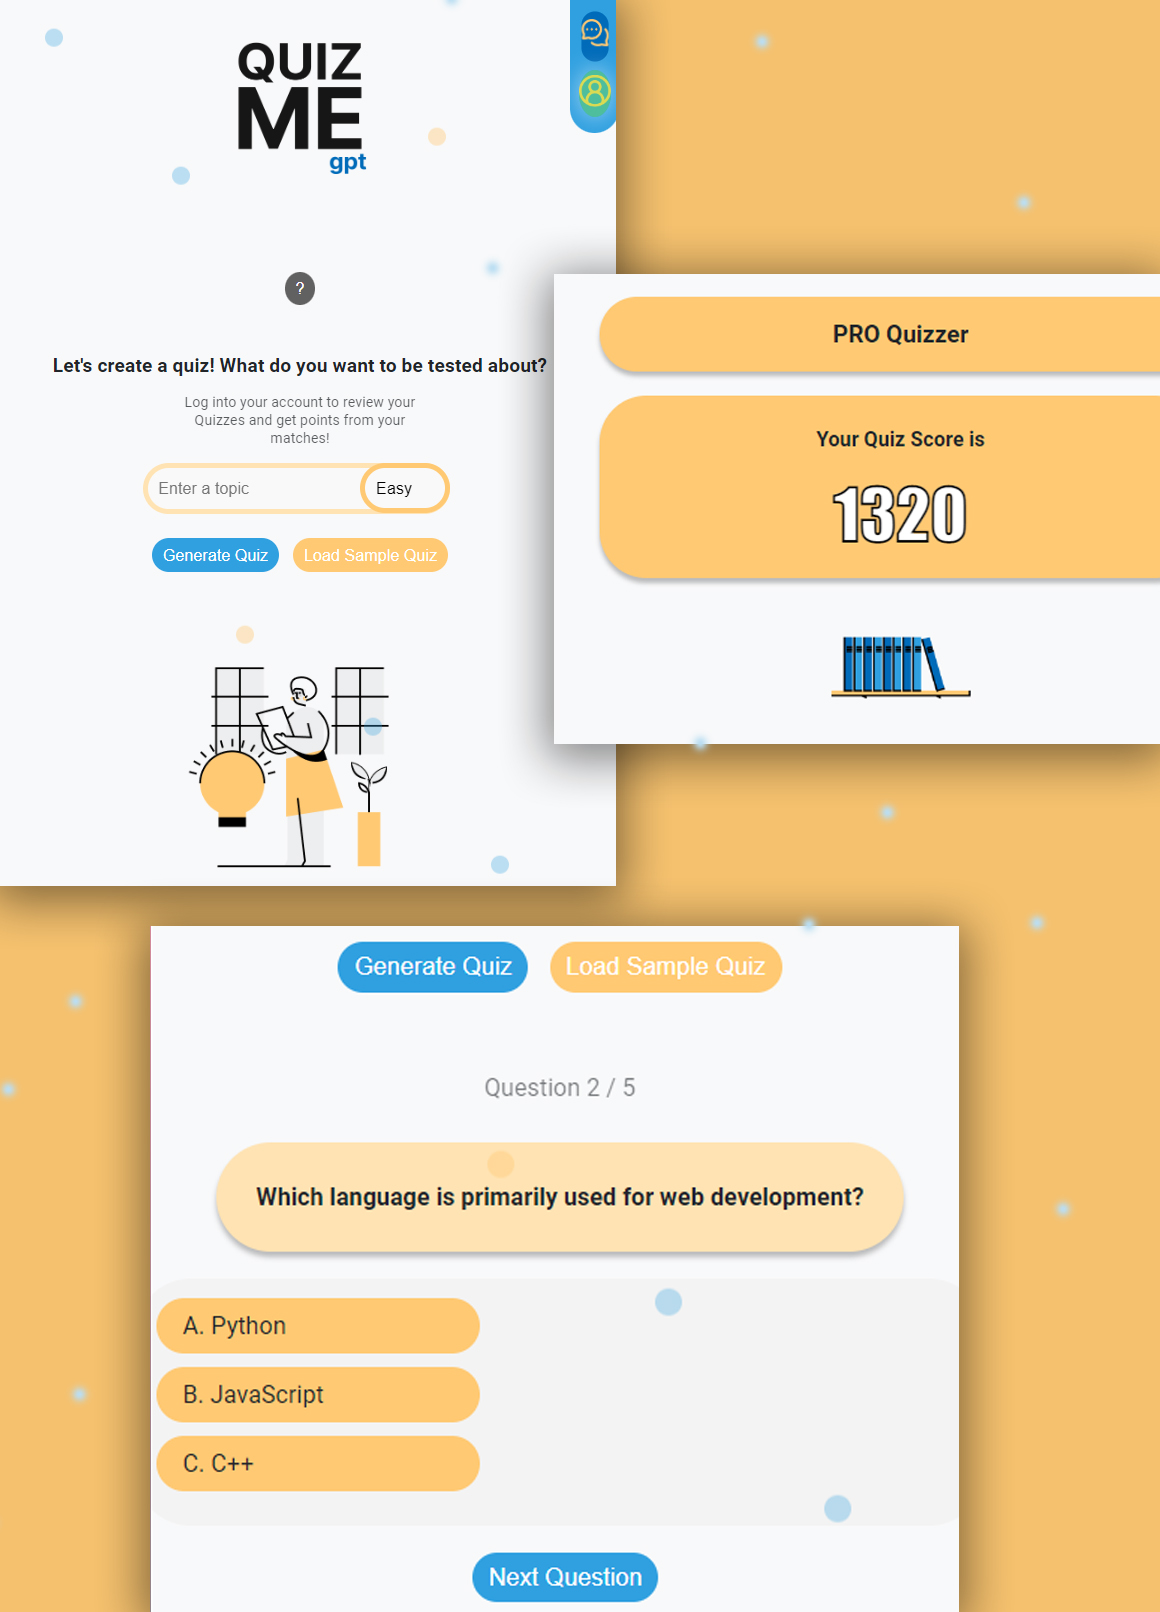 QUIZ
ME
gpt
?
Let's create a quiz! What do you want to be tested about?
Log into your account to review your
Quizzes and get points from your
matches!
Enter a topic
Easy
Generate Quiz
Load Sample Quiz
PRO Quizzer
Your Quiz Score is
1320
Generate Quiz
Load Sample Quiz
Question 2 / 5
Which language is primarily used for web development?
A. Python
B. JavaScript
C. C++
Next Question